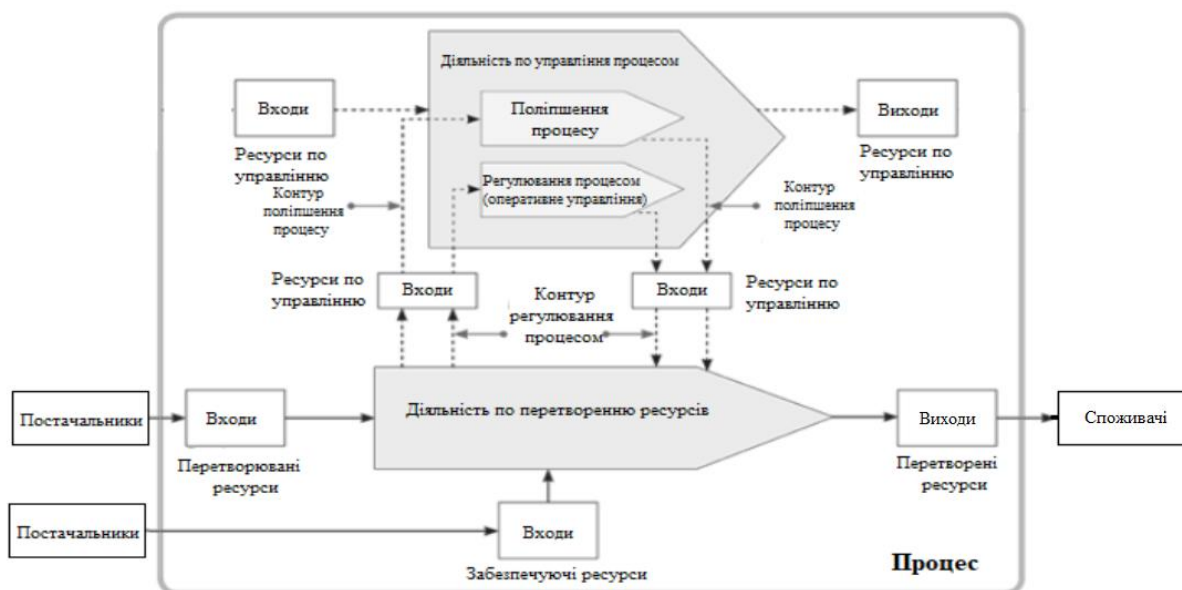 Діяльність по управління процесом
Входи
Поліпшення
процесу
Виходи
Ресурси по
управлінню
Ресурси по
управлінню
Контур
поліпшення
процесу
Регулювання процесом
(оперативне управління)
Контур
поліпшення
процесу
Ресурси по
управлінню
Входи
Контур
регулювання
процесом
Входи
Ресурси по
управлінню
Постачальники
Входи
Діяльність по перетворенню ресурсів
Виходи
Споживачі
Перетворювані
ресурси
Перетворені
ресурси
Постачальники
Входи
Забезпечуючі ресурси
Процес